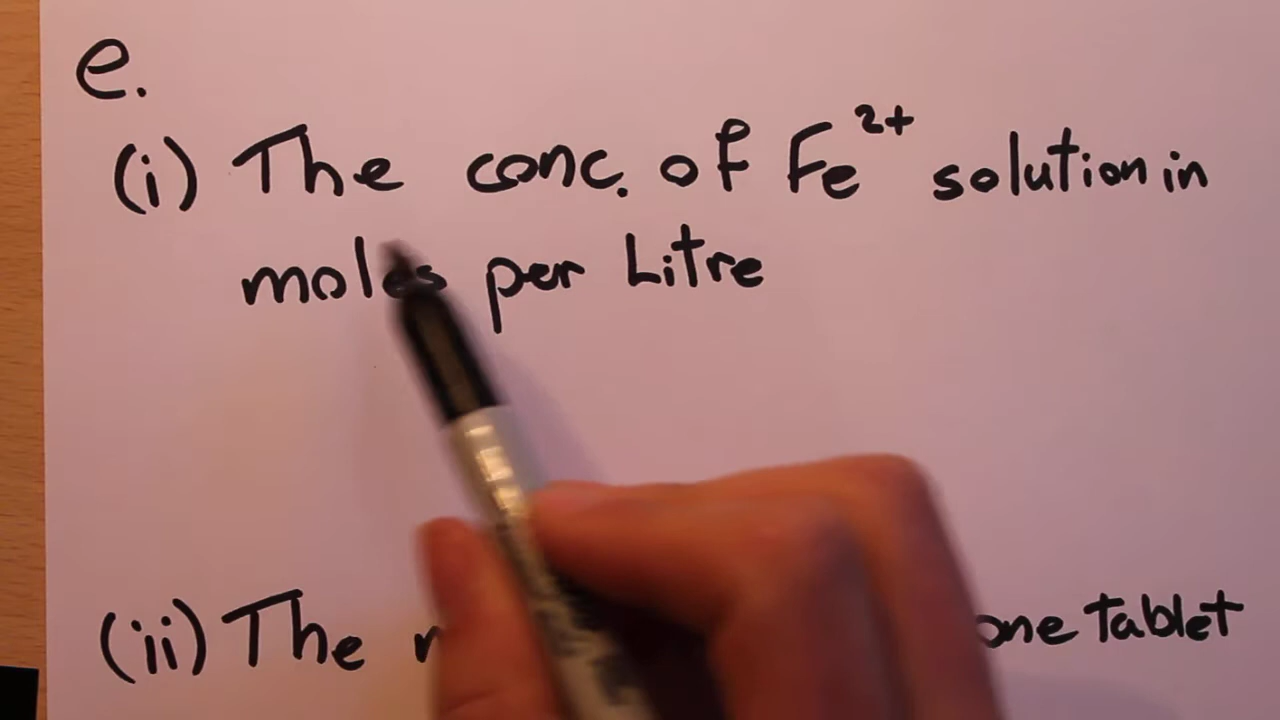 e.
(i) The conc. of Fe²⁺ solution in
moles per Litre
(ii) The one tablet